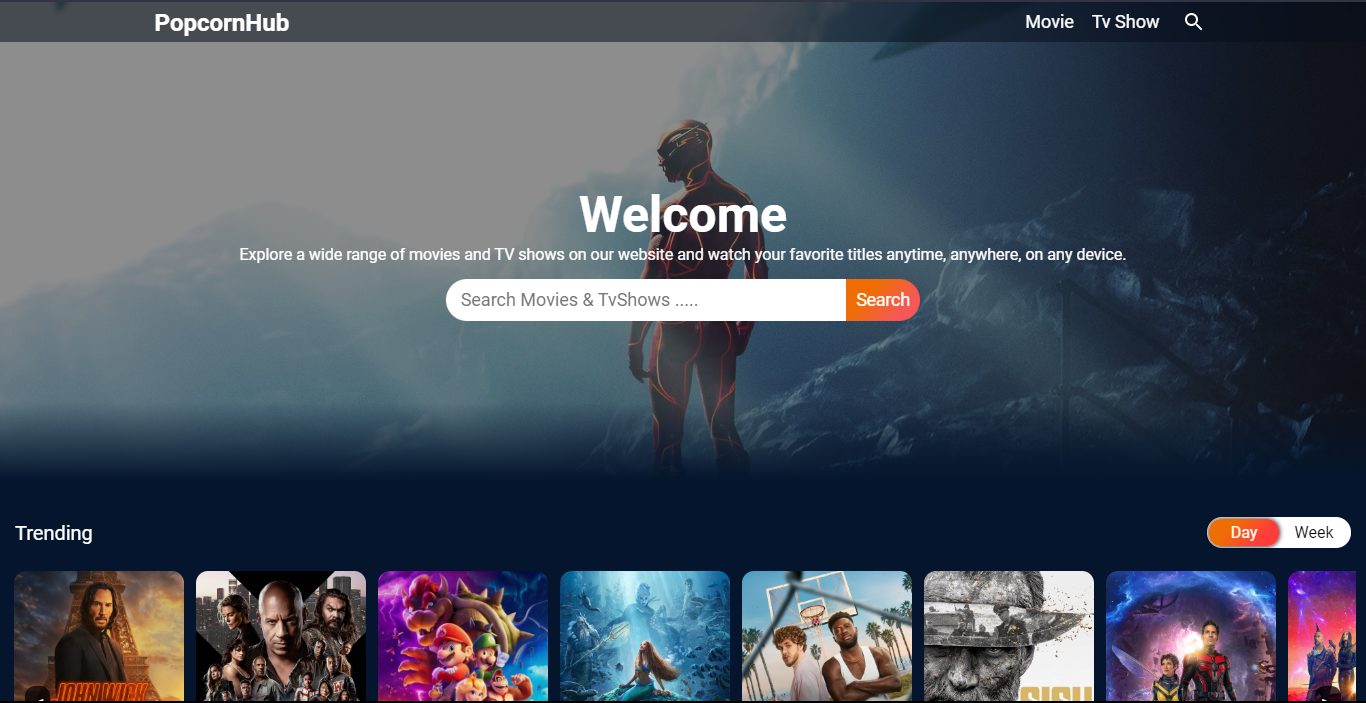 PopcornHub
Movie Tv Show
Welcome
Explore a wide range of movies and TV shows on our website and watch your favorite titles anytime, anywhere, on any device.
Search Movies & TvShows .....
Search
Trending
Day Week
JOHN WICK
SISU